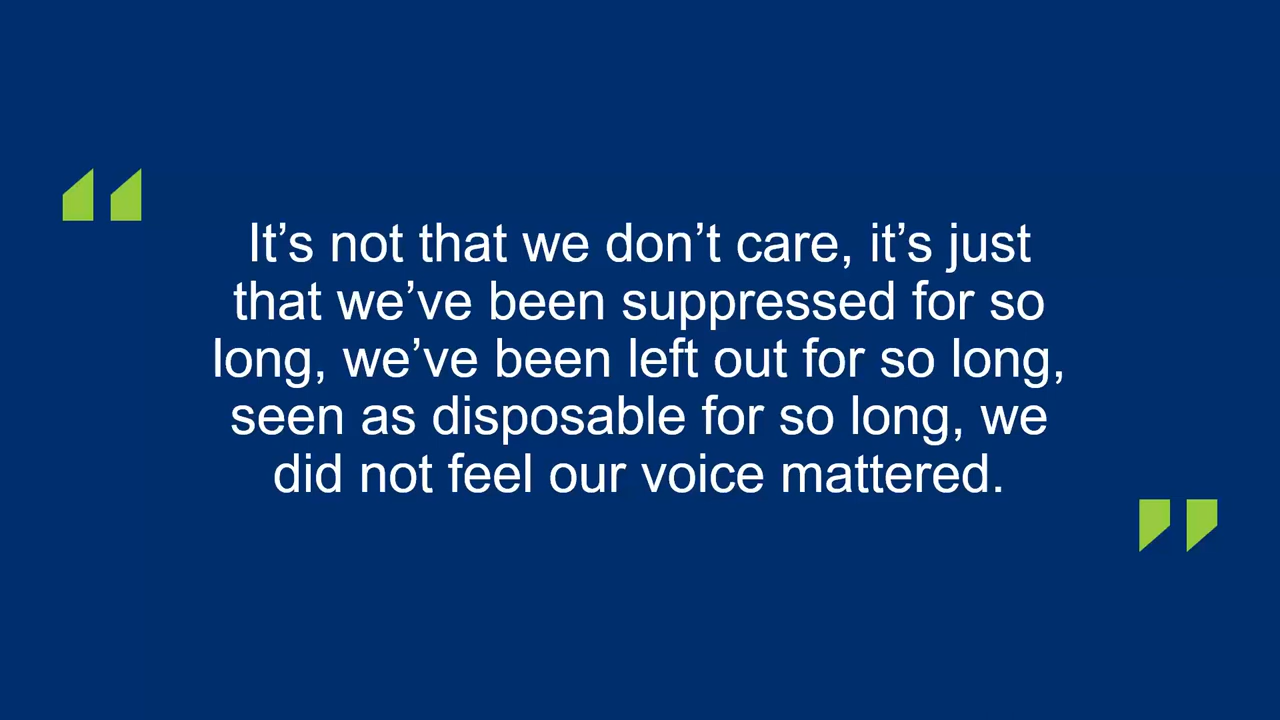 It’s not that we don’t care, it’s just
that we’ve been suppressed for so
long, we’ve been left out for so long,
seen as disposable for so long, we
did not feel our voice mattered.